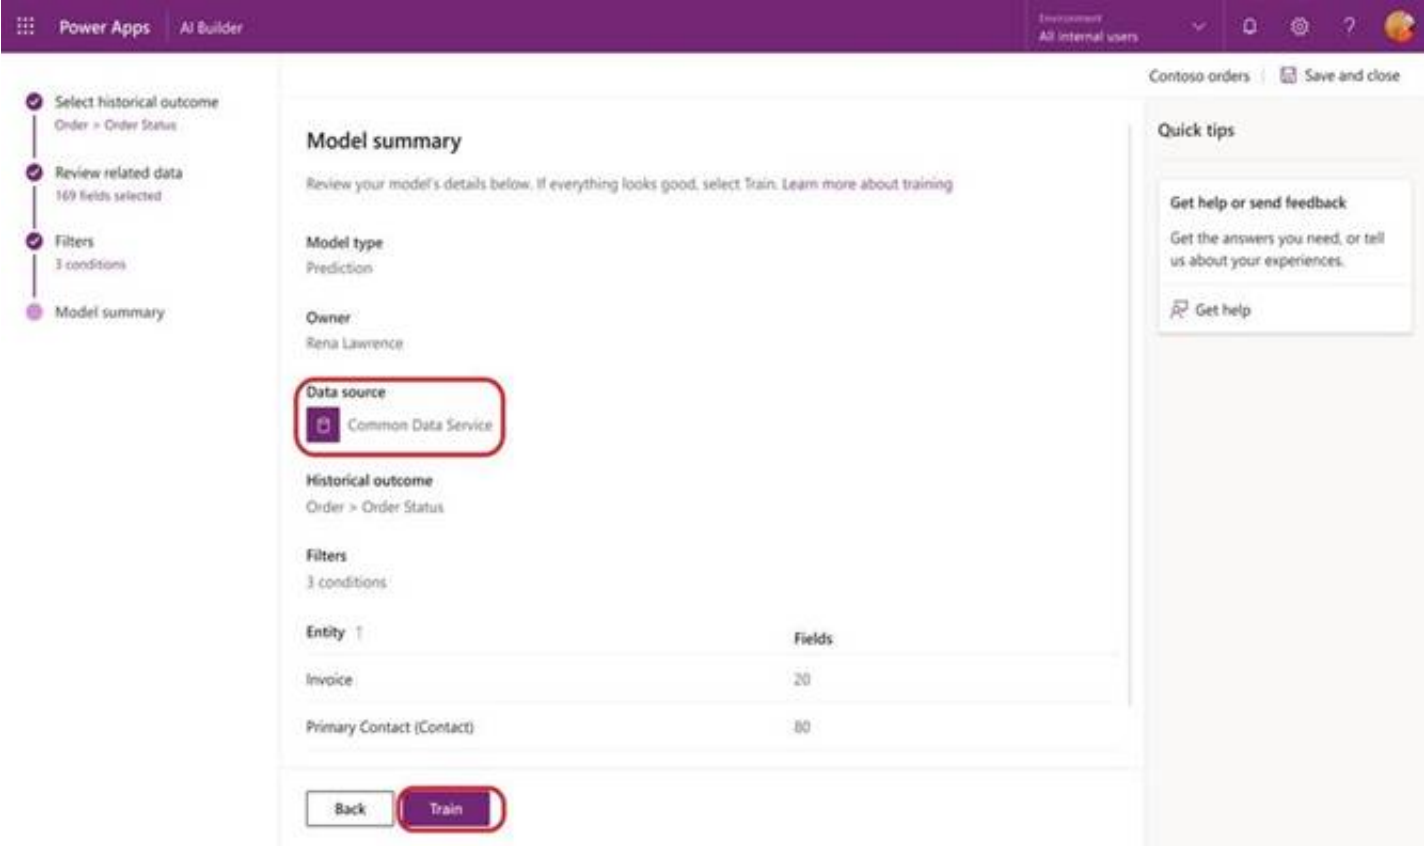 Power Apps
AI Builder
Environment
All internal users
?
Contoso orders
Save and close
Select historical outcome
Order > Order Status
Review related data
169 fields selected
Filters
3 conditions
Model summary
Model summary
Review your model's details below. If everything looks good, select Train. Learn more about training
Model type
Prediction
Owner
Rena Lawrence
Data source
Common Data Service
Historical outcome
Order > Order Status
Filters
3 conditions
Entity ↑
Fields
Invoice
20
Primary Contact (Contact)
80
Back
Train
Quick tips
Get help or send feedback
Get the answers you need, or tell
us about your experiences.
Get help